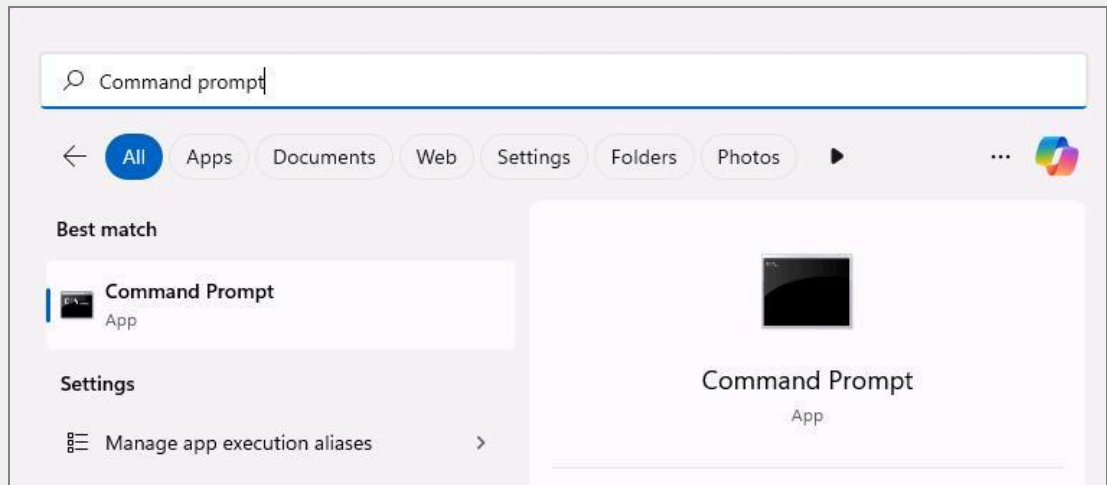 Command prompt
All Apps Documents Web Settings Folders Photos
Best match
Command Prompt
App
Settings
Manage app execution aliases
Command Prompt
App